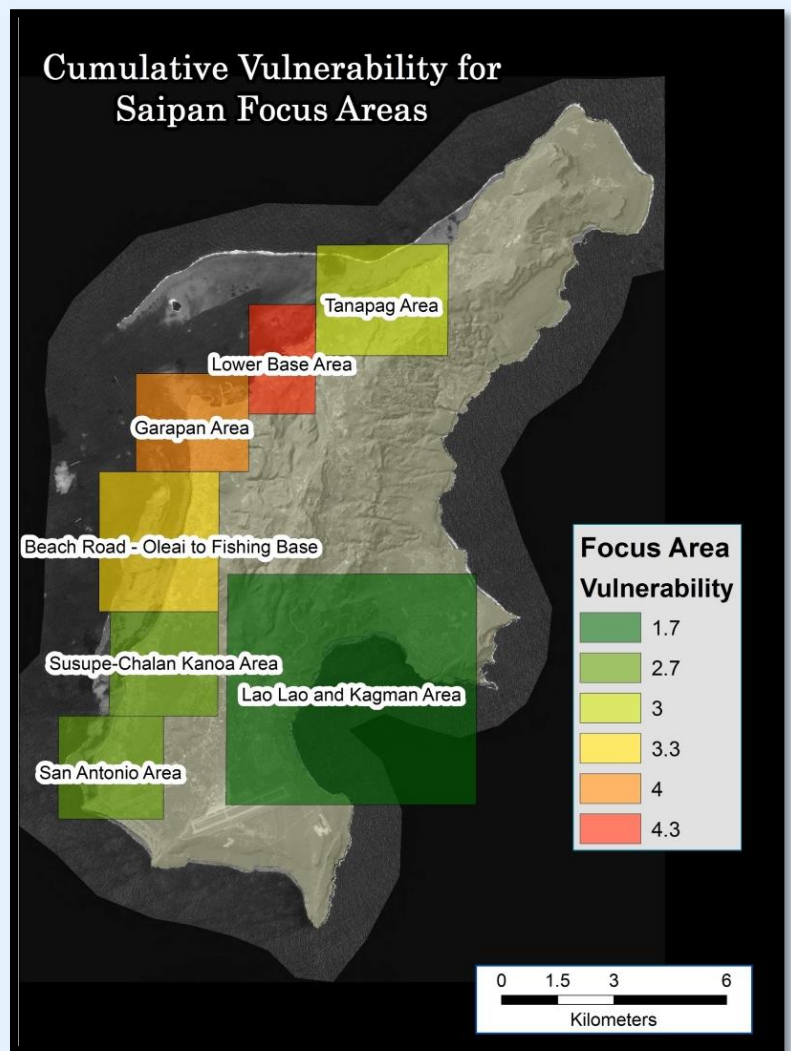 Cumulative Vulnerability for
Saipan Focus Areas
Tanapag Area
Lower Base Area
Garapan Area
Beach Road - Oleai to Fishing Base
Susupe-Chalan Kanoa Area
Lao Lao and Kagman Area
San Antonio Area
Focus Area
Vulnerability
1.7
2.7
3
3.3
4
4.3
0 1.5 3 6
Kilometers